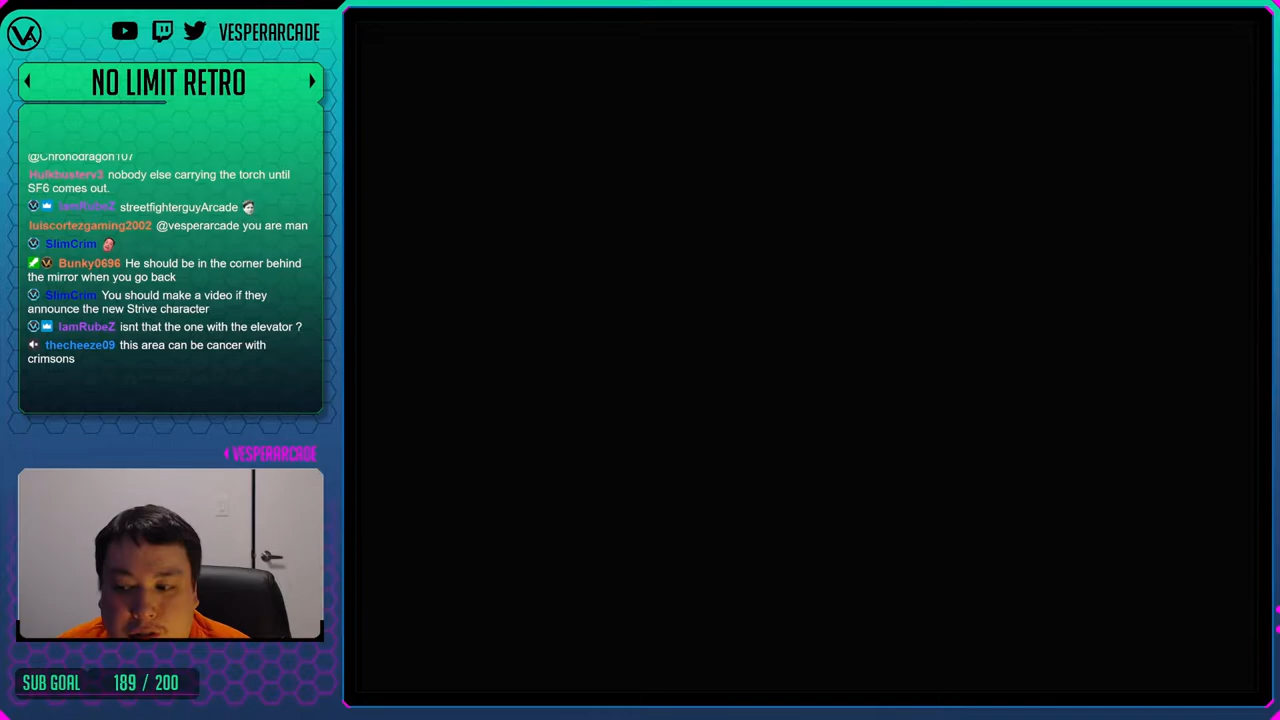 VESPERARCADE
NO LIMIT RETRO
@Chronodragon107
Hulkbusterv3 nobody else carrying the torch until
SF6 comes out.
IamRubeZ streetfighterguyArcade
luiscortezgaming2002 @vesperarcade you are man
SlimCrim
Bunky0696 He should be in the corner behind
the mirror when you go back
SlimCrim You should make a video if they
announce the new Strive character
IamRubeZ isnt that the one with the elevator ?
thecheeze09 this area can be cancer with
crimsons
VESPERARCADE
SUB GOAL 189 / 200